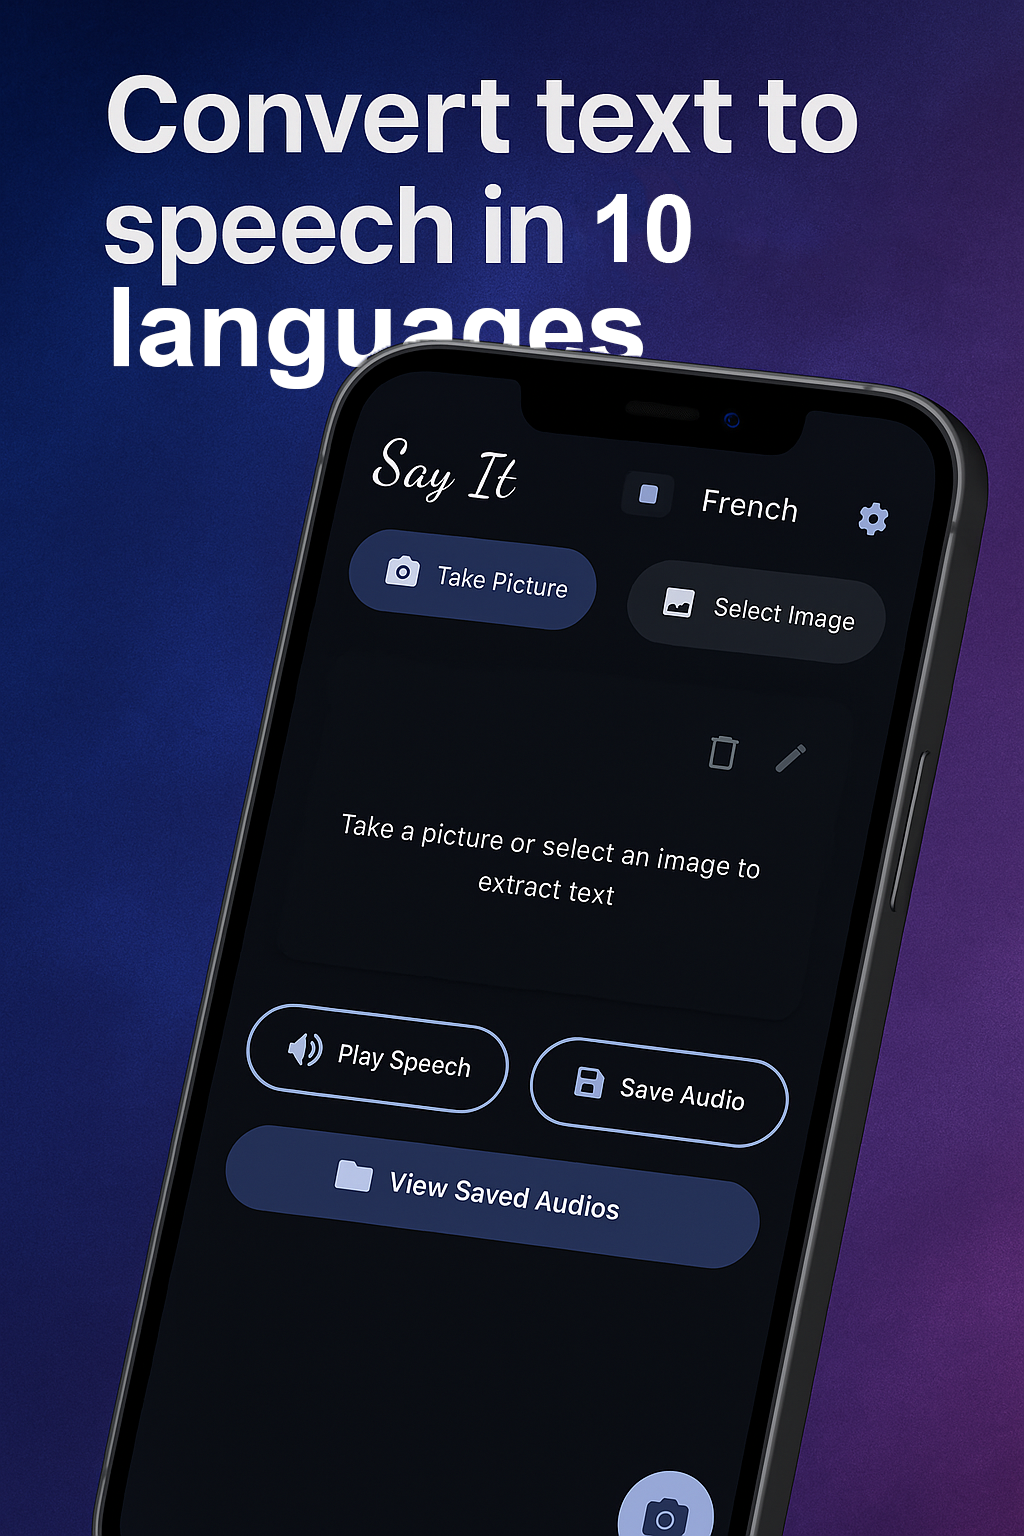 Convert text to
speech in 10
languages
Say It
French
Take Picture
Select Image
Take a picture or select an image to
extract text
Play Speech
Save Audio
View Saved Audios